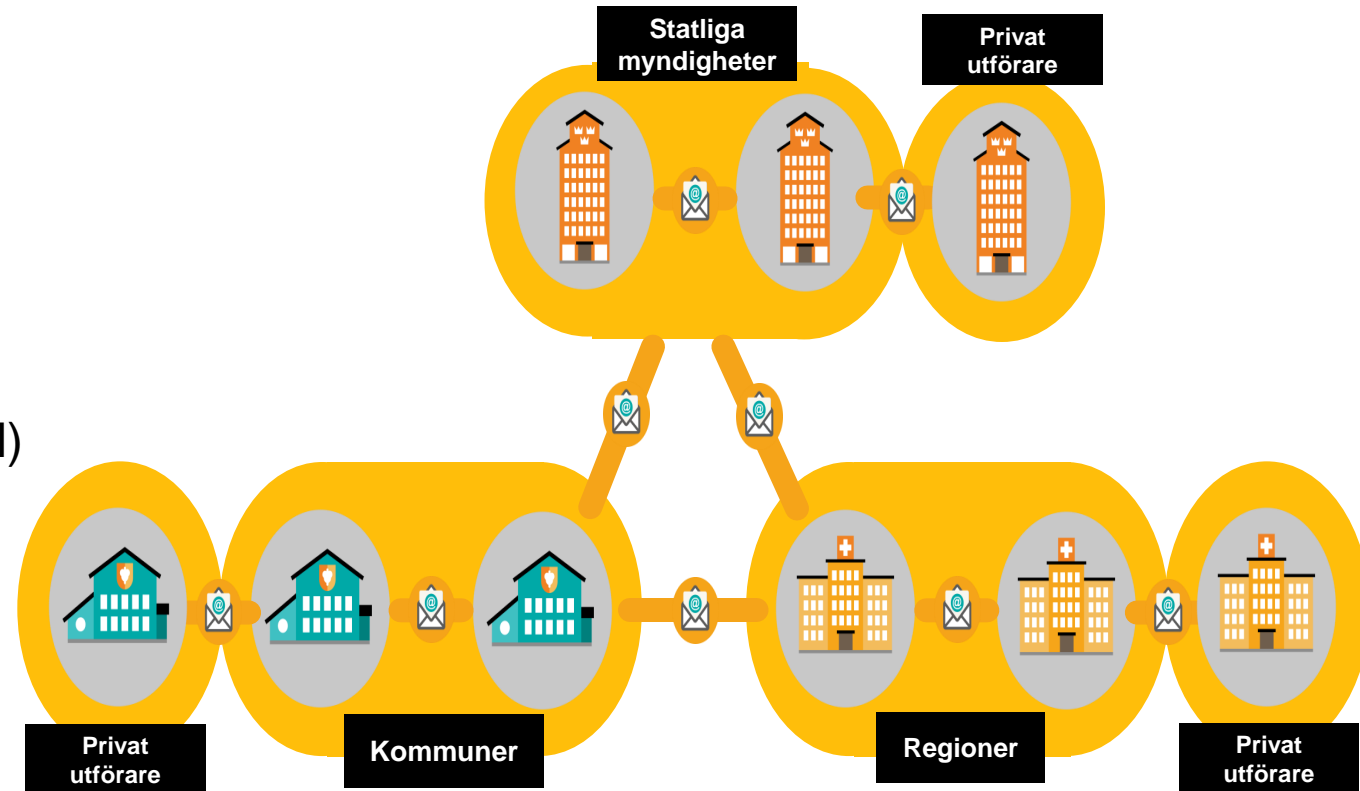 Statliga
myndigheter
Privat
utförare
l)
Privat
utförare
Kommuner
Regioner
Privat
utförare